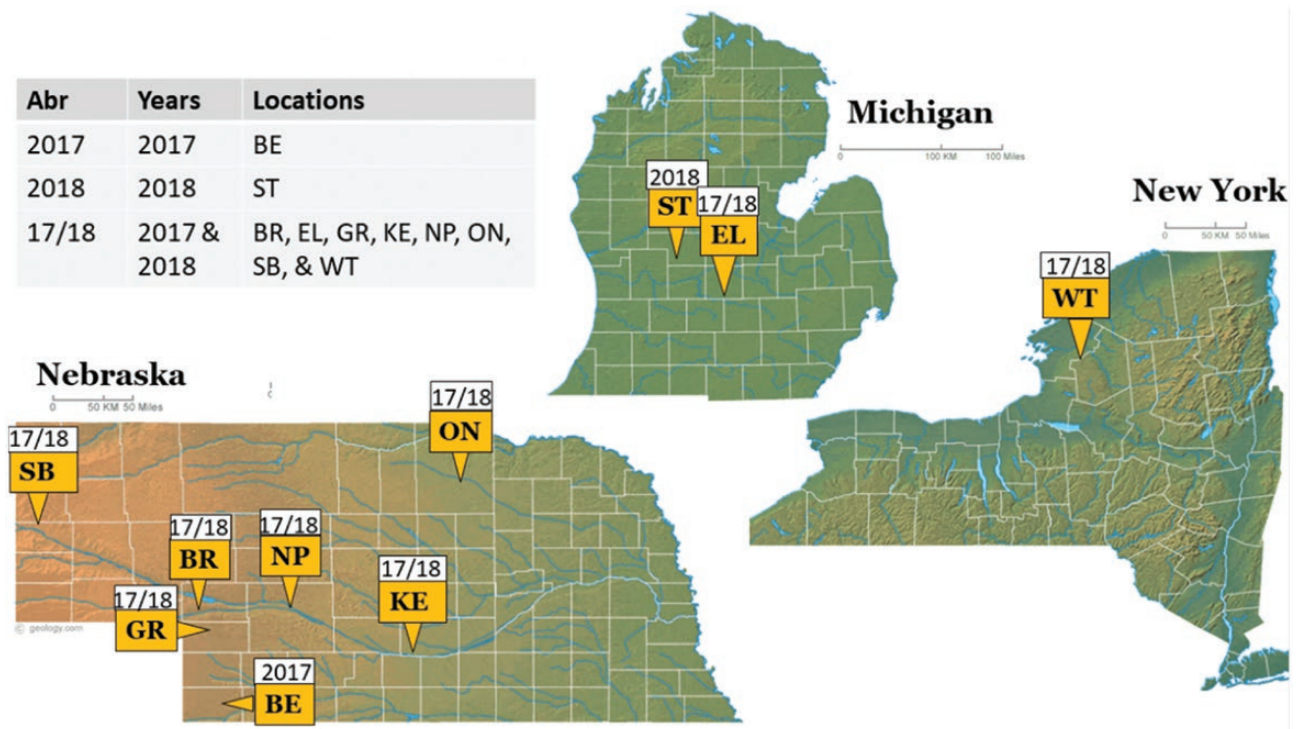 Abr Years Locations
2017 2017 BE
2018 2018 ST
17/18 2017 & BR, EL, GR, KE, NP, ON,
2018 SB, & WT
Michigan
0 100 KM 100 Miles
2018
ST
17/18
EL
New York
0 50 KM 50 Miles
17/18
WT
Nebraska
0 50 KM 50 Miles
17/18
ON
17/18
SB
17/18
BR
17/18
NP
17/18
KE
17/18
GR
© geology.com
2017
BE